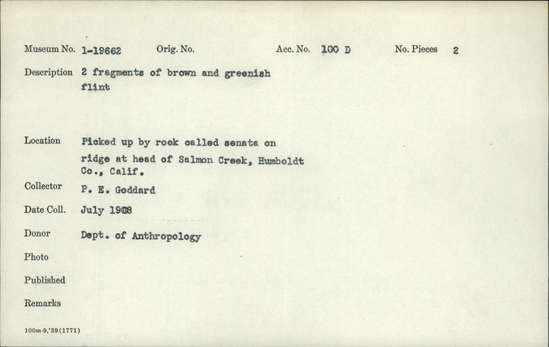 Museum No. 1-19662 Orig. No. Acc. No. 100 D No. Pieces 2
Description 2 fragments of brown and greenish
flint
Location Picked up by rock called senata on
ridge at head of Salmon Creek, Humboldt
Co., Calif.
Collector P. E. Goddard
Date Coll. July 1908
Donor Dept. of Anthropology
Photo
Published
Remarks
100m-9,'39(1771)